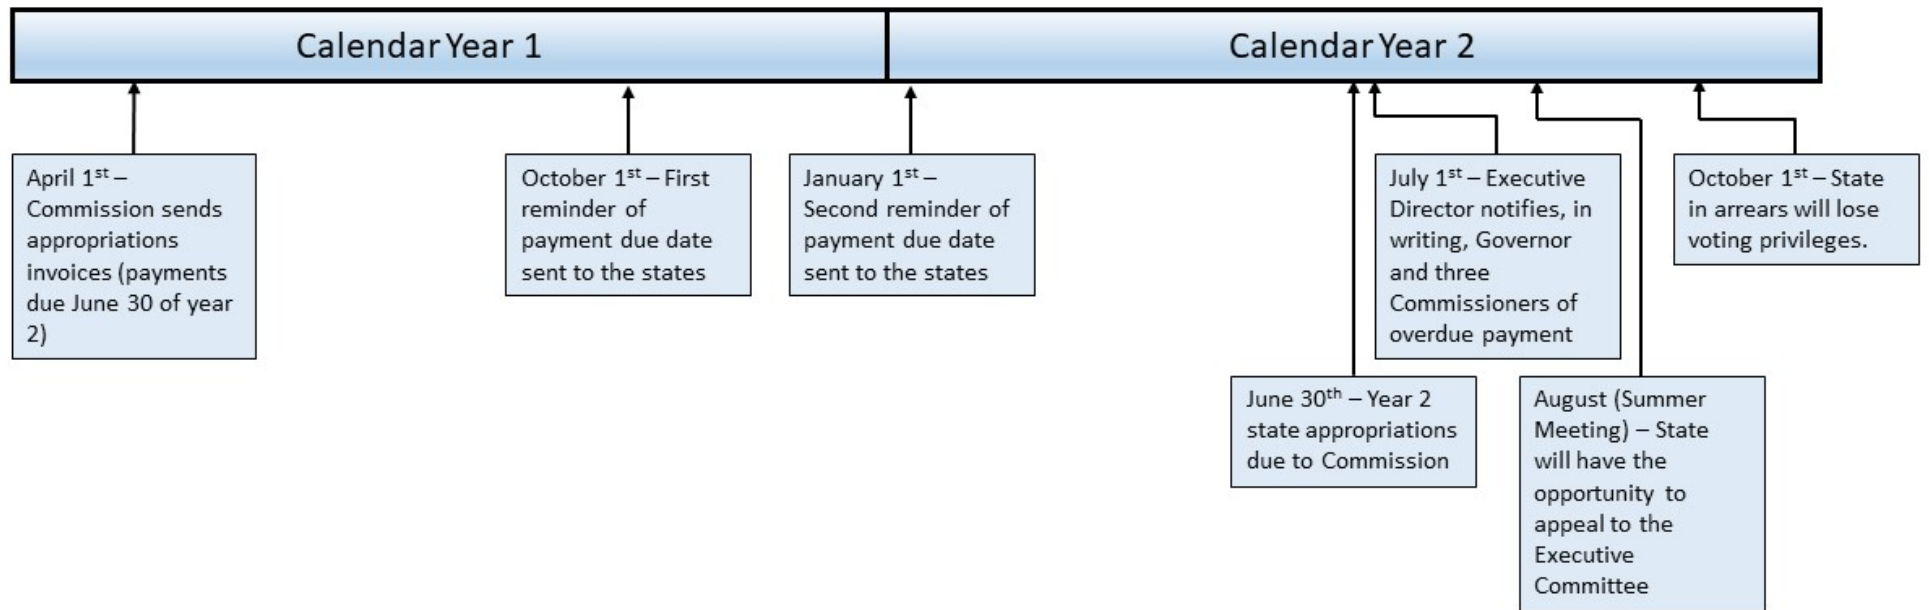 Calendar Year 1
Calendar Year 2
April 1st –
Commission sends
appropriations
invoices (payments
due June 30 of year
2)
October 1st – First
reminder of
payment due date
sent to the states
January 1st –
Second reminder of
payment due date
sent to the states
July 1st – Executive
Director notifies, in
writing, Governor
and three
Commissioners of
overdue payment
October 1st – State
in arrears will lose
voting privileges.
June 30th – Year 2
state appropriations
due to Commission
August (Summer
Meeting) – State
will have the
opportunity to
appeal to the
Executive
Committee